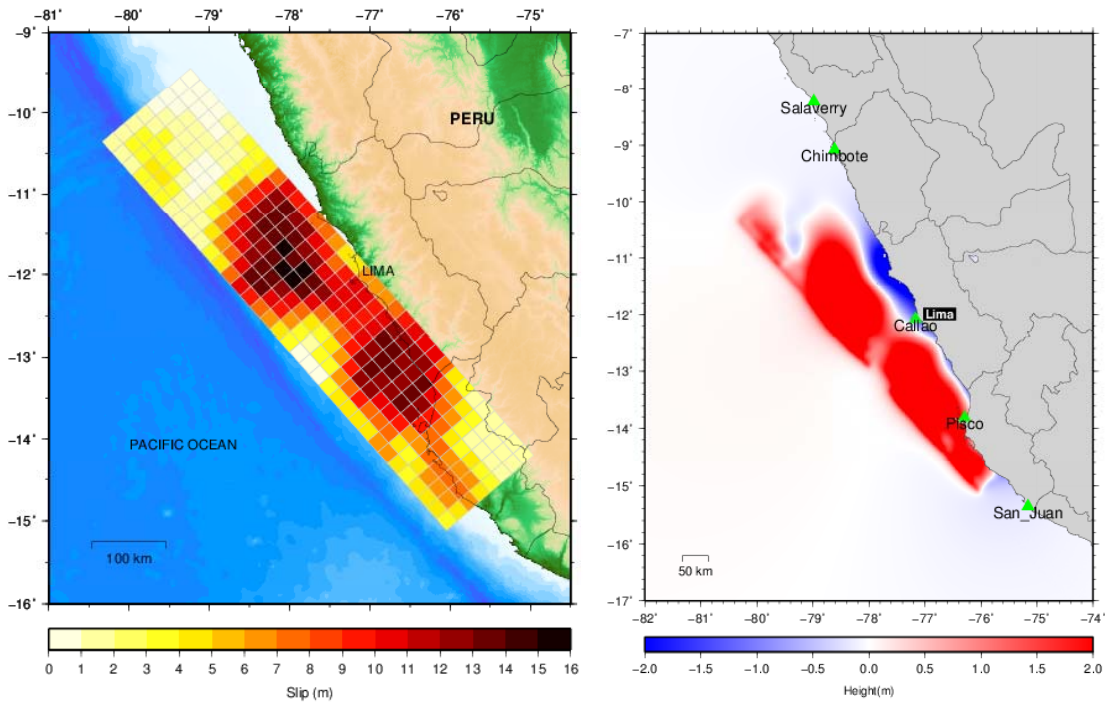 −81˚ −80˚ −79˚ −78˚ −77˚ −76˚ −75˚
−9˚
−10˚
−11˚
−12˚
−13˚
−14˚
−15˚
−16˚
PERU
LIMA
PACIFIC OCEAN
100 km
0 1 2 3 4 5 6 7 8 9 10 11 12 13 14 15 16
Slip (m)
−7˚
−8˚
−9˚
−10˚
−11˚
−12˚
−13˚
−14˚
−15˚
−16˚
−17˚
Salaverry
Chimbote
Lima
Callao
Pisco
San_Juan
50 km
−82˚ −81˚ −80˚ −79˚ −78˚ −77˚ −76˚ −75˚ −74˚
−2.0 −1.5 −1.0 −0.5 0.0 0.5 1.0 1.5 2.0
Height(m)